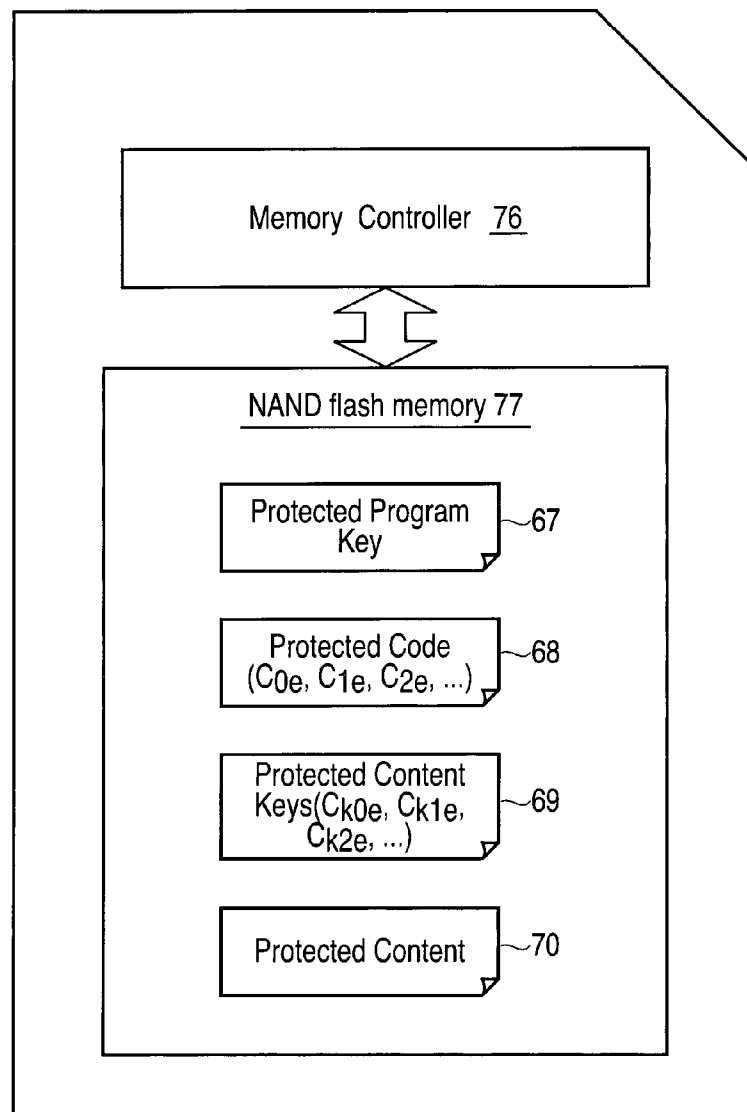 Memory Controller 76
NAND flash memory 77
Protected Program
Key
67
Protected Code
(C0e, C1e, C2e, ...)
68
Protected Content
Keys(Ck0e, Ck1e,
Ck2e, ...)
69
Protected Content
70